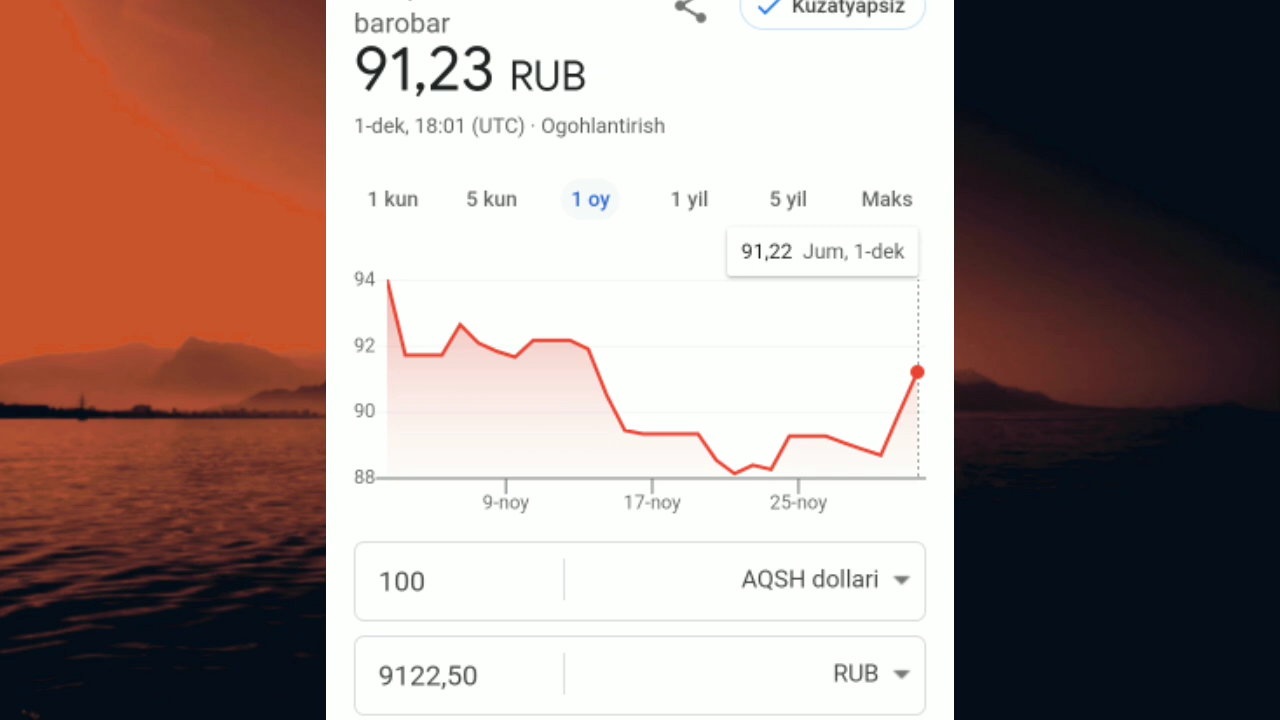 Kuzatyapsiz
barobar
91,23 RUB
1-dek, 18:01 (UTC) · Ogohlantirish
1 kun 5 kun 1 oy 1 yil 5 yil Maks
91,22 Jum, 1-dek
94
92
90
88
9-noy 17-noy 25-noy
100 AQSH dollari
9122,50 RUB